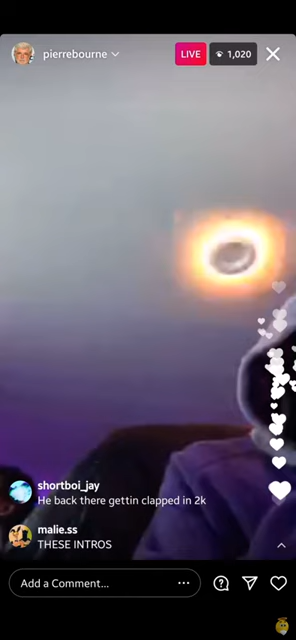 pierrebourne
LIVE 1,020
shortboi_jay
He back there gettin clapped in 2k
malie.ss
THESE INTROS
Add a Comment...